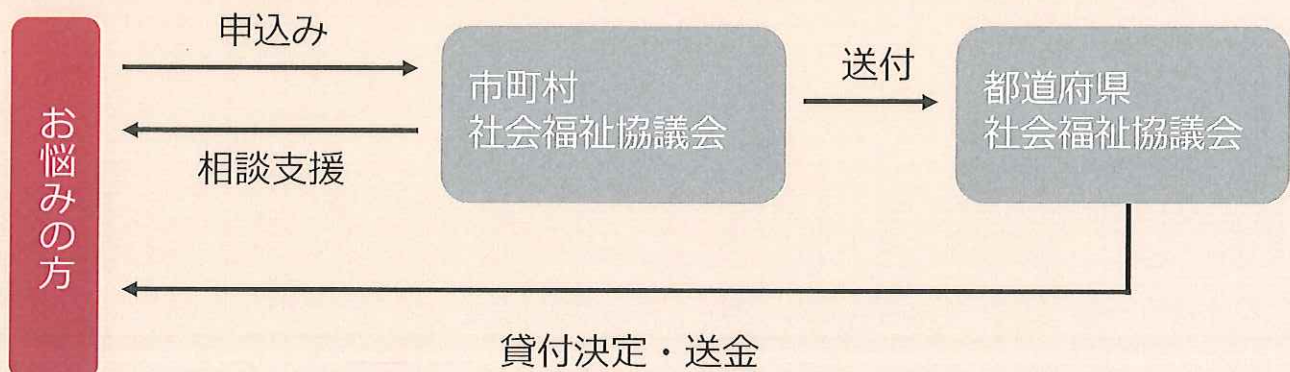 お悩みの方
申込み
相談支援
市町村
社会福祉協議会
送付
都道府県
社会福祉協議会
貸付決定・送金